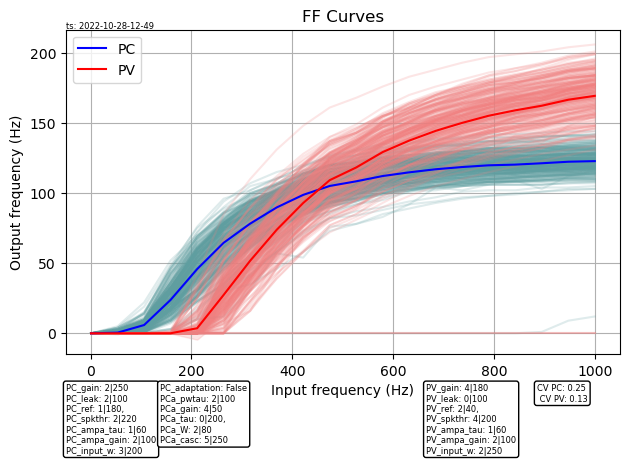 FF Curves
ts: 2022-10-28-12-49
PC
PV
Output frequency (Hz)
200
150
100
50
0
0
200
400
600
800
1000
Input frequency (Hz)
PC_gain: 2|250
PC_leak: 2|100
PC_ref: 1|180,
PC_spkthr: 2|220
PC_ampa_tau: 1|60
PC_ampa_gain: 2|100
PC_input_w: 3|200
PC_adaptation: False
PCa_pwtau: 2|100
PCa_gain: 4|50
PCa_tau: 0|200,
PCa_W: 2|80
PCa_casc: 5|250
PV_gain: 4|180
PV_leak: 0|100
PV_ref: 2|40,
PV_spkthr: 4|200
PV_ampa_tau: 1|60
PV_ampa_gain: 2|100
PV_input_w: 2|250
CV PC: 0.25
CV PV: 0.13